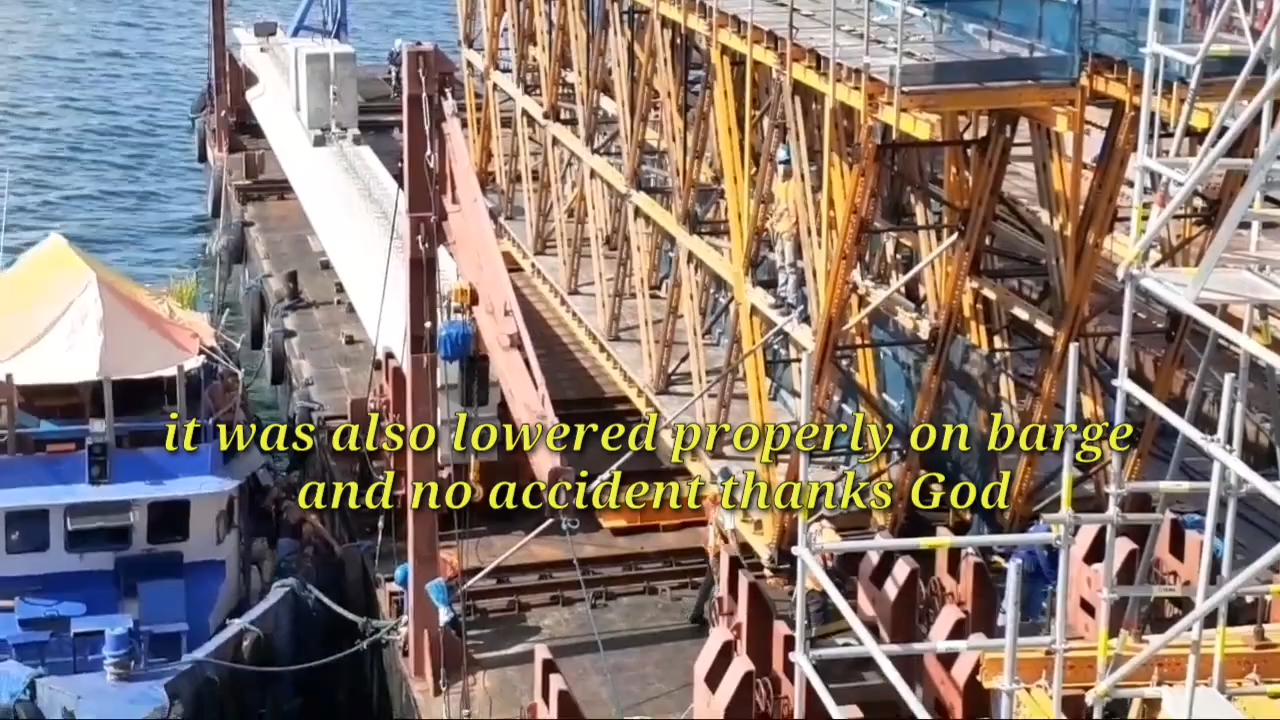 it was also lowered properly on barge
and no accident thanks God